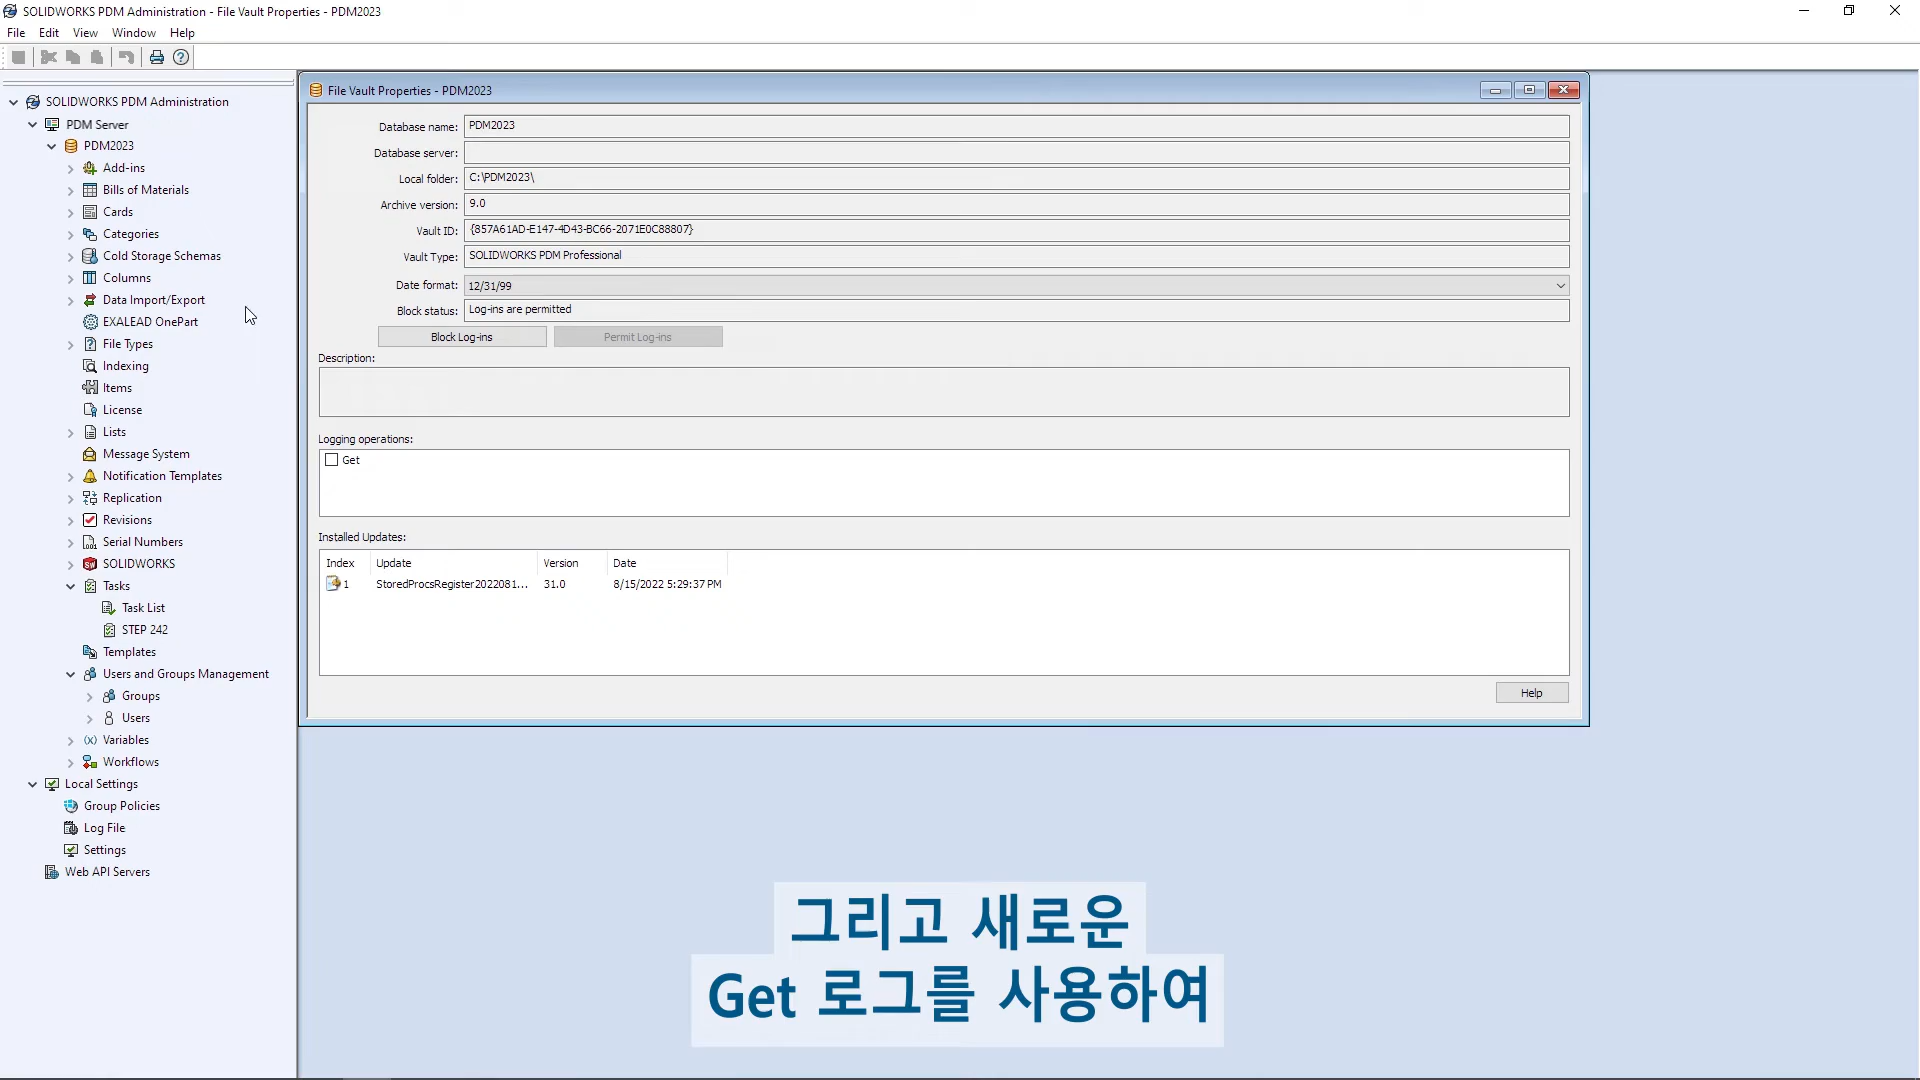 SOLIDWORKS PDM Administration - File Vault Properties - PDM2023
File Edit View Window Help
SOLIDWORKS PDM Administration
PDM Server
PDM2023
Add-ins
Bills of Materials
Cards
Categories
Cold Storage Schemas
Columns
Data Import/Export
EXALEAD OnePart
File Types
Indexing
Items
License
Lists
Message System
Notification Templates
Replication
Revisions
Serial Numbers
SOLIDWORKS
Tasks
Task List
STEP 242
Templates
Users and Groups Management
Groups
Users
Variables
Workflows
Local Settings
Group Policies
Log File
Settings
Web API Servers
File Vault Properties - PDM2023
Database name: PDM2023
Database server:
Local folder: C:\PDM2023\
Archive version: 9.0
Vault ID: {857A61AD-E147-4D43-BC66-2071E0C88807}
Vault Type: SOLIDWORKS PDM Professional
Date format: 12/31/99
Block status: Log-ins are permitted
Block Log-ins Permit Log-ins
Description:
Logging operations:
Get
Installed Updates:
Index Update Version Date
1 StoredProcsRegister2022081... 31.0 8/15/2022 5:29:37 PM
Help
그리고 새로운
Get 로그를 사용하여